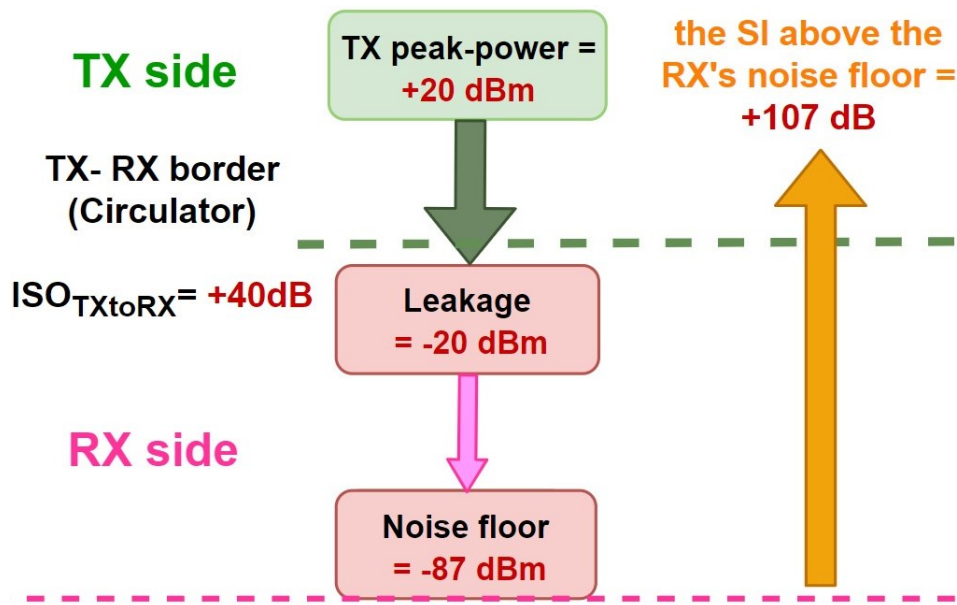 TX side
TX peak-power =
+20 dBm
the SI above the
RX's noise floor =
+107 dB
TX- RX border
(Circulator)
ISO_TXtoRX= +40dB
Leakage
= -20 dBm
RX side
Noise floor
= -87 dBm